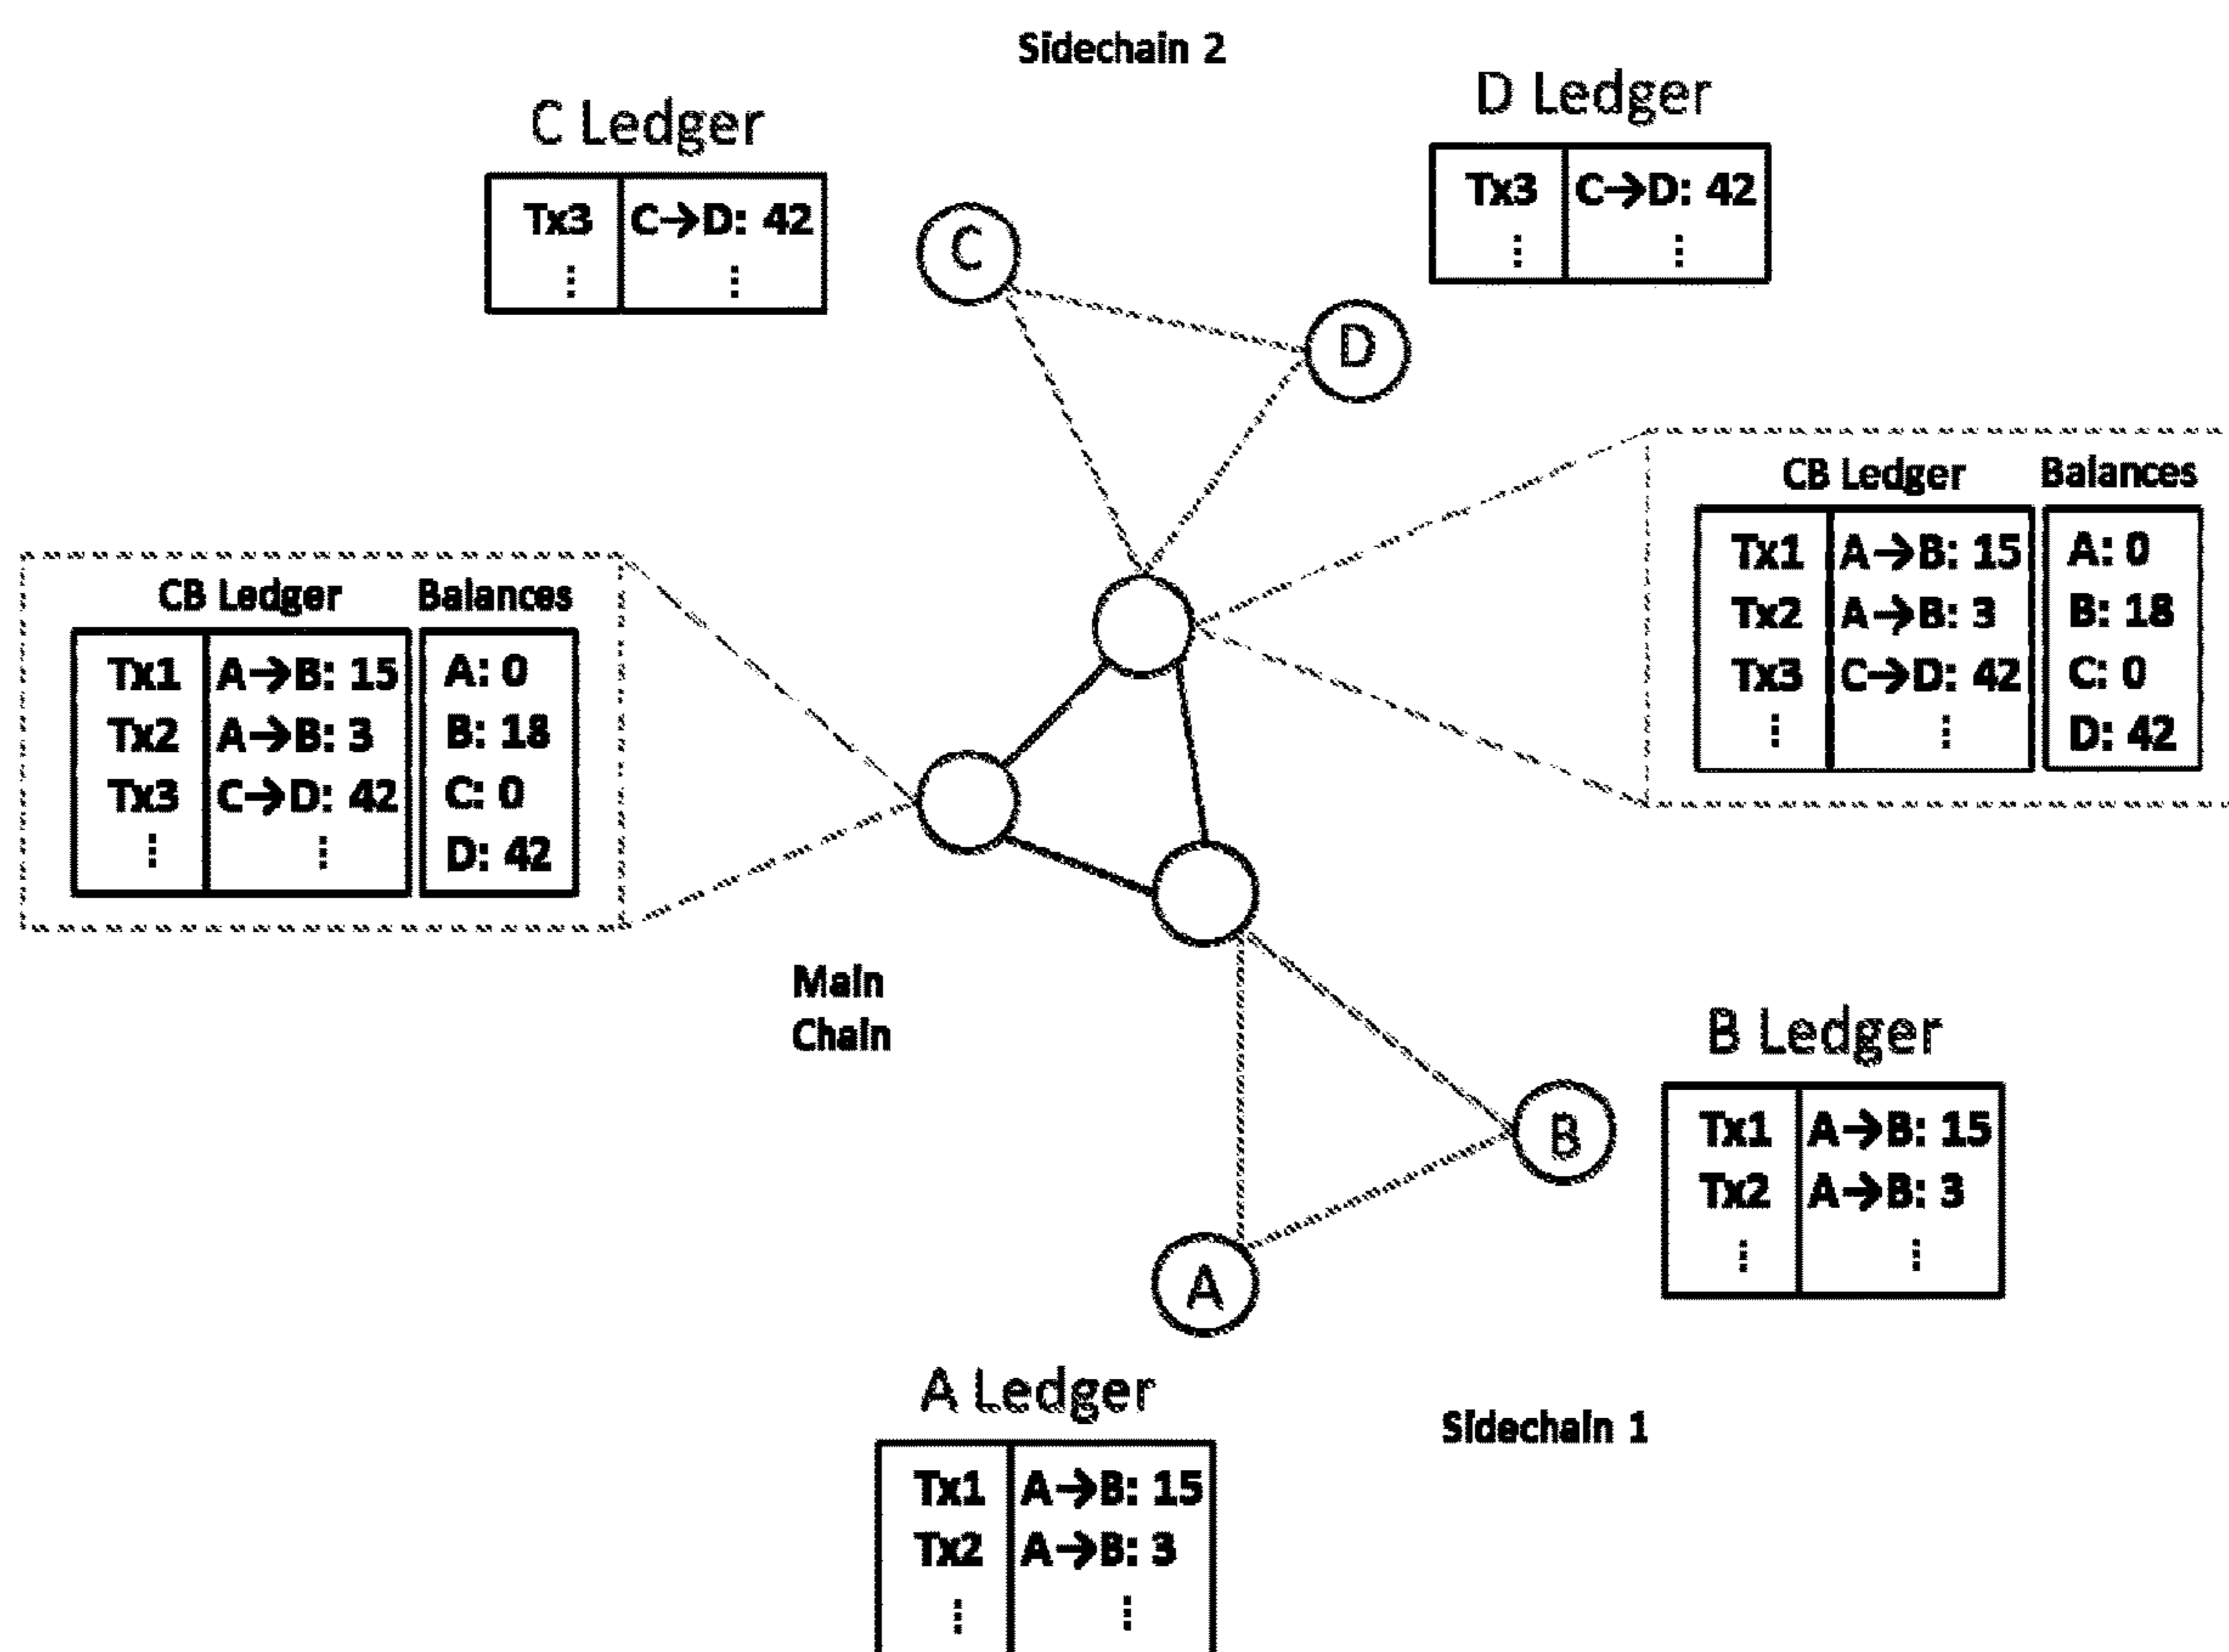 Sidechain 2
C Ledger
Tx3 C→D: 42
⋮ ⋮
D Ledger
Tx3 C→D: 42
⋮ ⋮
C
D
CB Ledger Balances
Tx1 A→B: 15 A: 0
Tx2 A→B: 3 B: 18
Tx3 C→D: 42 C: 0
⋮ ⋮ D: 42
CB Ledger Balances
Tx1 A→B: 15 A: 0
Tx2 A→B: 3 B: 18
Tx3 C→D: 42 C: 0
⋮ ⋮ D: 42
Main
Chain
B Ledger
Tx1 A→B: 15
Tx2 A→B: 3
⋮ ⋮
B
A
A Ledger
Tx1 A→B: 15
Tx2 A→B: 3
⋮ ⋮
Sidechain 1